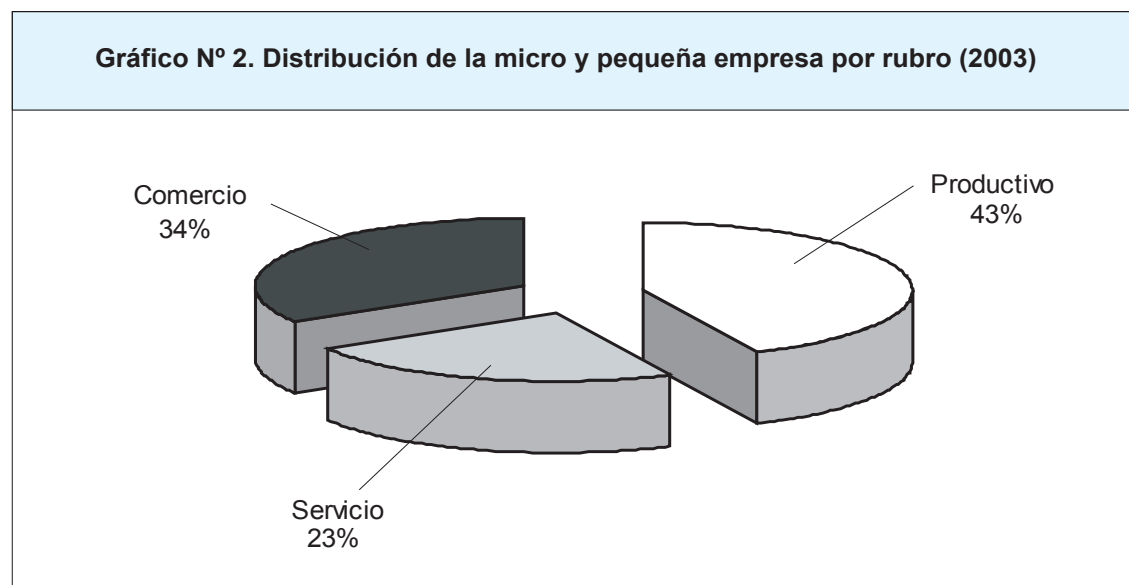 Gráfico Nº 2. Distribución de la micro y pequeña empresa por rubro (2003)
Comercio
34%
Productivo
43%
Servicio
23%